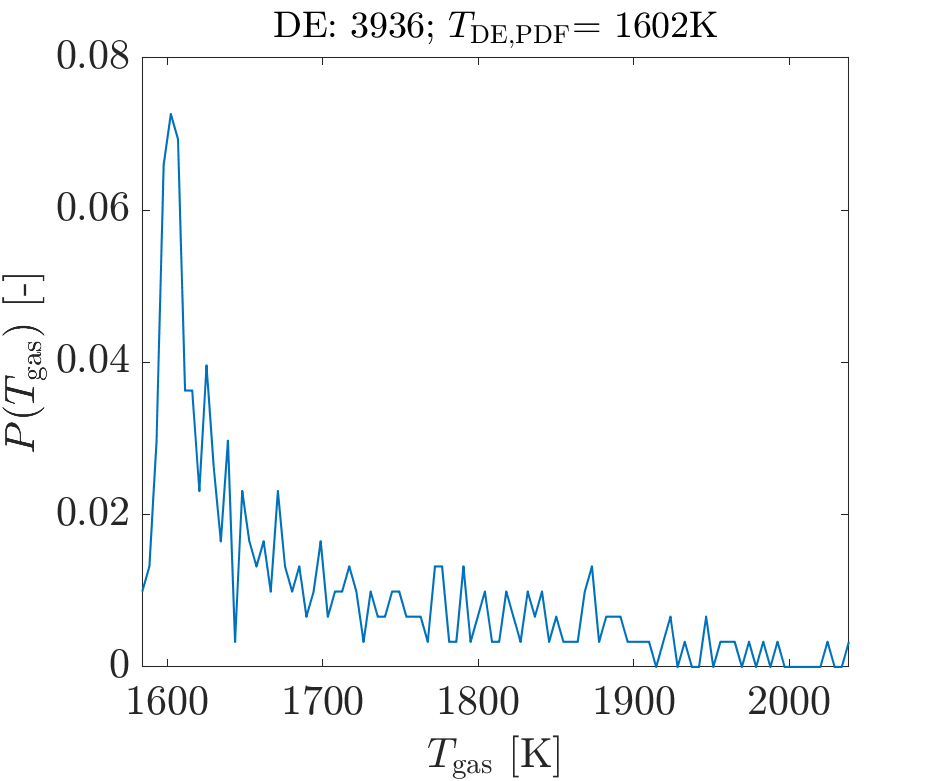 DE: 3936; T_DE,PDF= 1602K
0.08
0.06
0.04
0.02
0
P(T_gas) [-]
1600 1700 1800 1900 2000
T_gas [K]